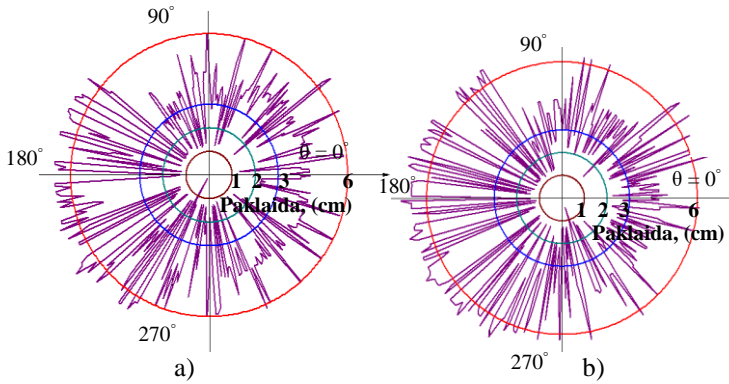 90°
180°
θ = 0°
1 2 3 6
Paklaida, (cm)
270°
a)
90°
180°
θ = 0°
1 2 3 6
Paklaida, (cm)
270°
b)